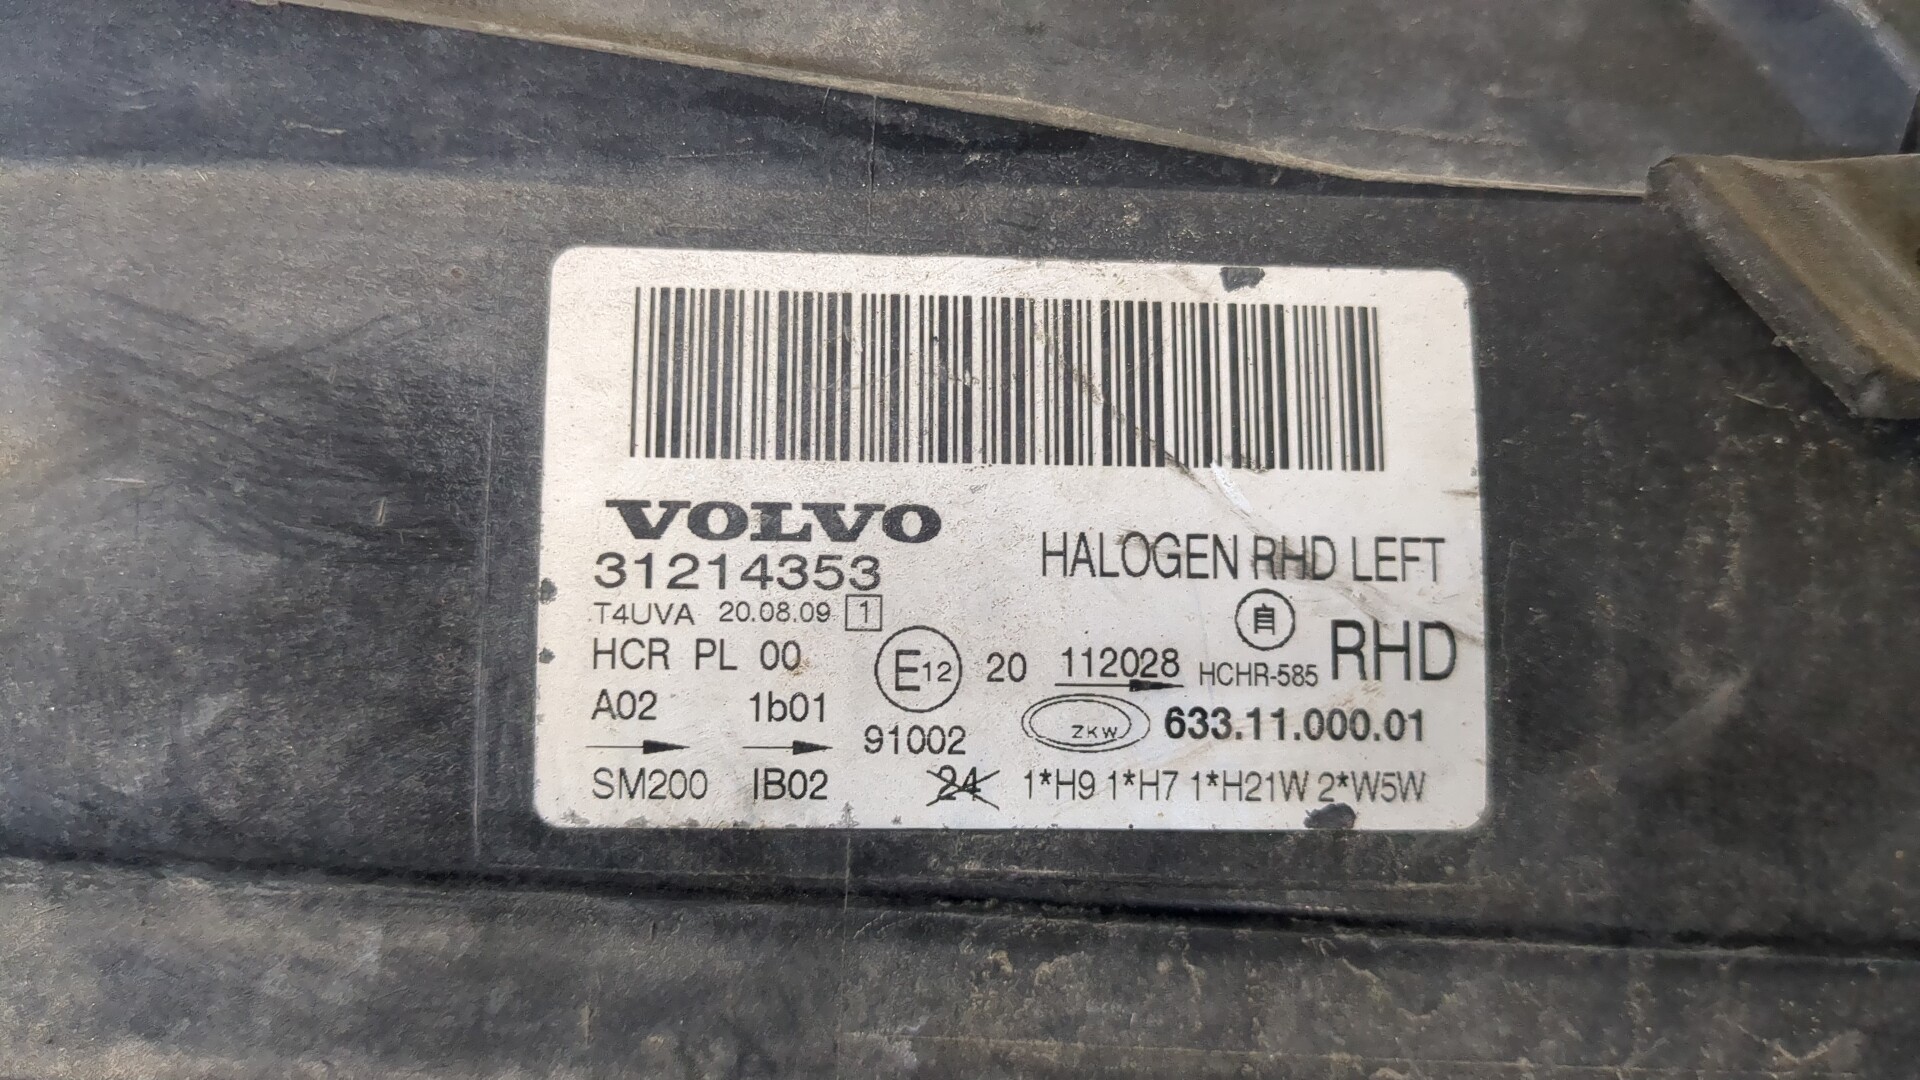 VOLVO
31214353
HALOGEN RHD LEFT
T4UVA 20.08.09 1
自
HCR PL 00
E12
20
112028
HCHR-585
RHD
A02
1b01
91002
ZKW
633.11.000.01
SM200
IB02
24
1*H9 1*H7 1*H21W 2*W5W